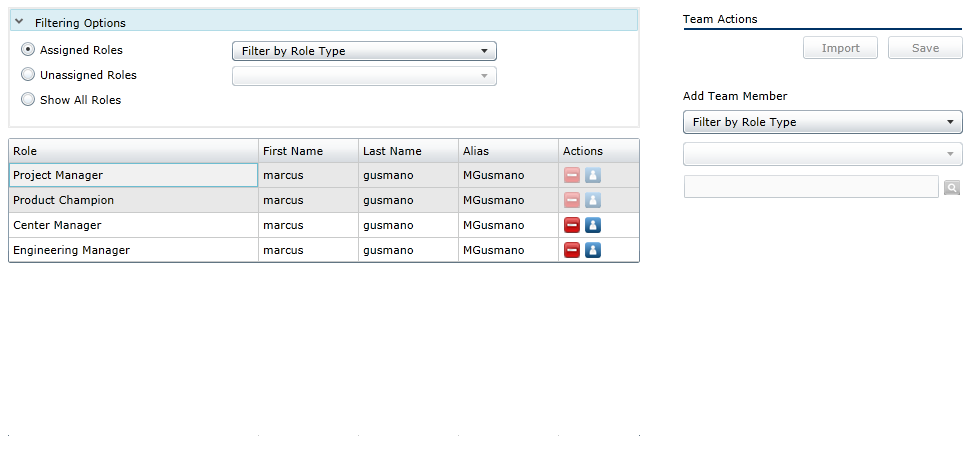 Filtering Options
Assigned Roles Filter by Role Type
Unassigned Roles
Show All Roles
Role First Name Last Name Alias Actions
Project Manager marcus gusmano MGusmano
Product Champion marcus gusmano MGusmano
Center Manager marcus gusmano MGusmano
Engineering Manager marcus gusmano MGusmano
Team Actions
Import Save
Add Team Member
Filter by Role Type